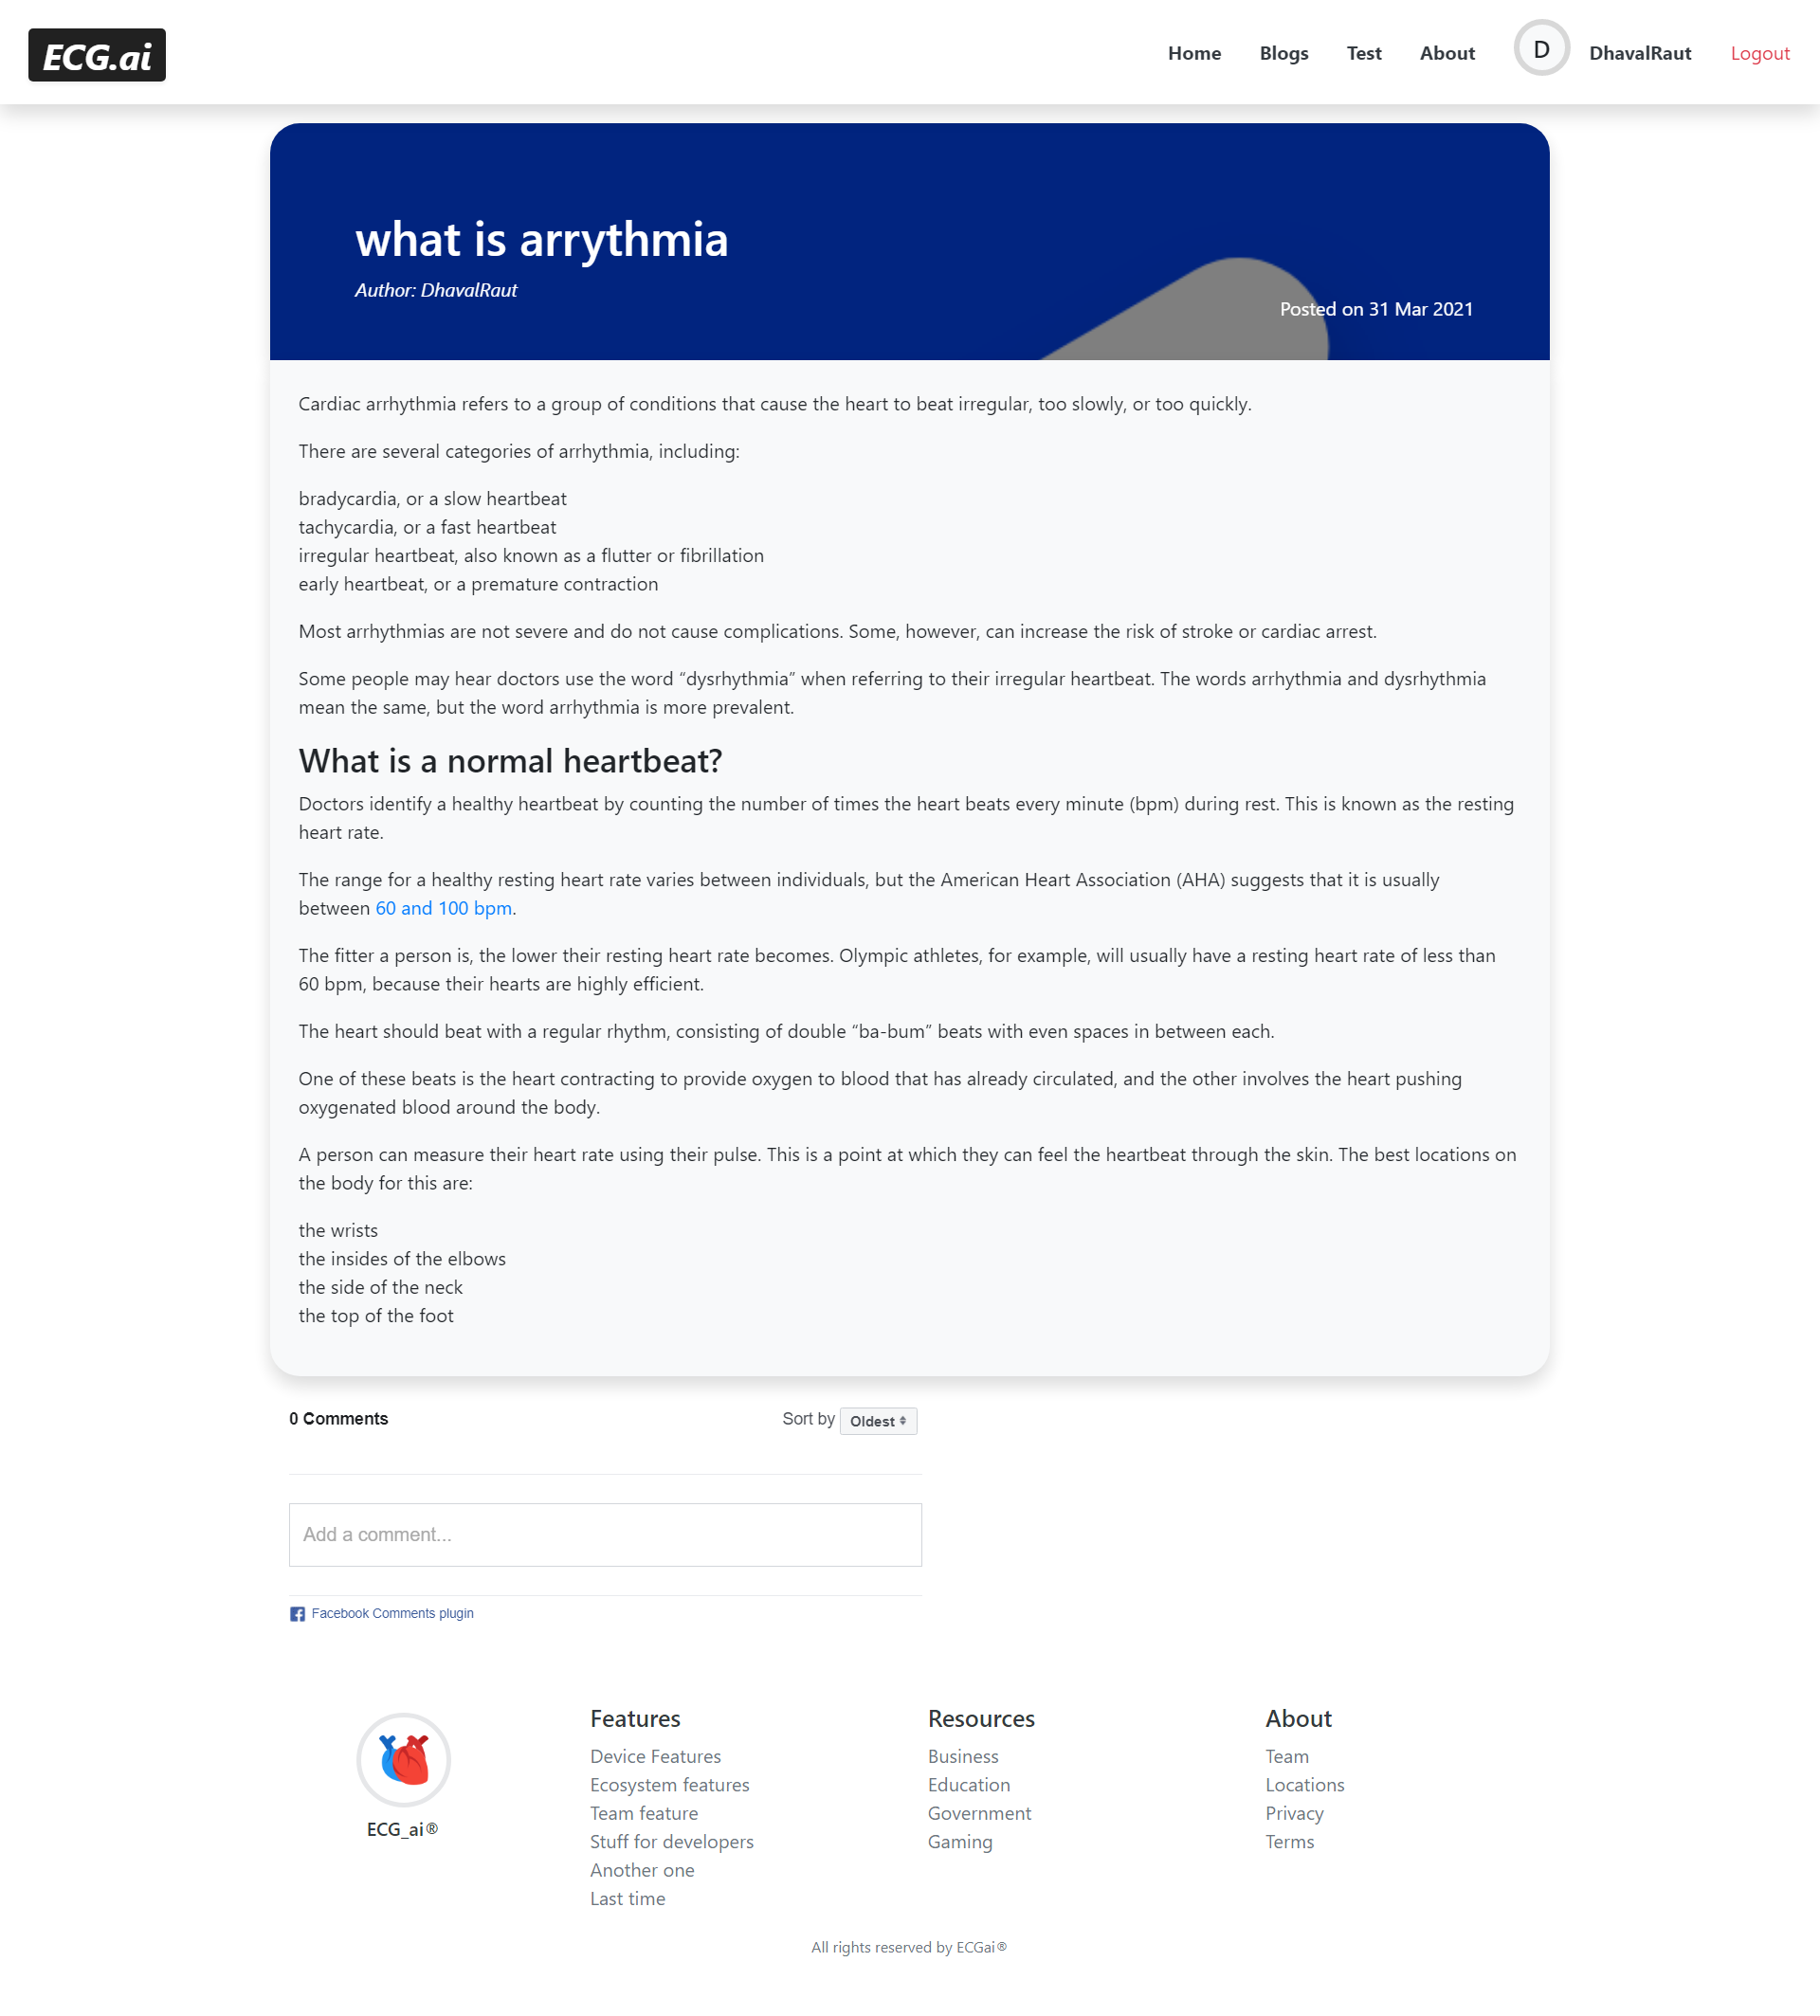 ECG.ai
Home Blogs Test About D DhavalRaut Logout
what is arrythmia
Author: DhavalRaut
Posted on 31 Mar 2021
Cardiac arrhythmia refers to a group of conditions that cause the heart to beat irregular, too slowly, or too quickly.
There are several categories of arrhythmia, including:
bradycardia, or a slow heartbeat
tachycardia, or a fast heartbeat
irregular heartbeat, also known as a flutter or fibrillation
early heartbeat, or a premature contraction
Most arrhythmias are not severe and do not cause complications. Some, however, can increase the risk of stroke or cardiac arrest.
Some people may hear doctors use the word “dysrhythmia” when referring to their irregular heartbeat. The words arrhythmia and dysrhythmia
mean the same, but the word arrhythmia is more prevalent.
What is a normal heartbeat?
Doctors identify a healthy heartbeat by counting the number of times the heart beats every minute (bpm) during rest. This is known as the resting
heart rate.
The range for a healthy resting heart rate varies between individuals, but the American Heart Association (AHA) suggests that it is usually
between 60 and 100 bpm.
The fitter a person is, the lower their resting heart rate becomes. Olympic athletes, for example, will usually have a resting heart rate of less than
60 bpm, because their hearts are highly efficient.
The heart should beat with a regular rhythm, consisting of double “ba-bum” beats with even spaces in between each.
One of these beats is the heart contracting to provide oxygen to blood that has already circulated, and the other involves the heart pushing
oxygenated blood around the body.
A person can measure their heart rate using their pulse. This is a point at which they can feel the heartbeat through the skin. The best locations on
the body for this are:
the wrists
the insides of the elbows
the side of the neck
the top of the foot
0 Comments Sort by Oldest
Add a comment...
Facebook Comments plugin
ECG_ai®
Features
Device Features
Ecosystem features
Team feature
Stuff for developers
Another one
Last time
Resources
Business
Education
Government
Gaming
About
Team
Locations
Privacy
Terms
All rights reserved by ECGai®